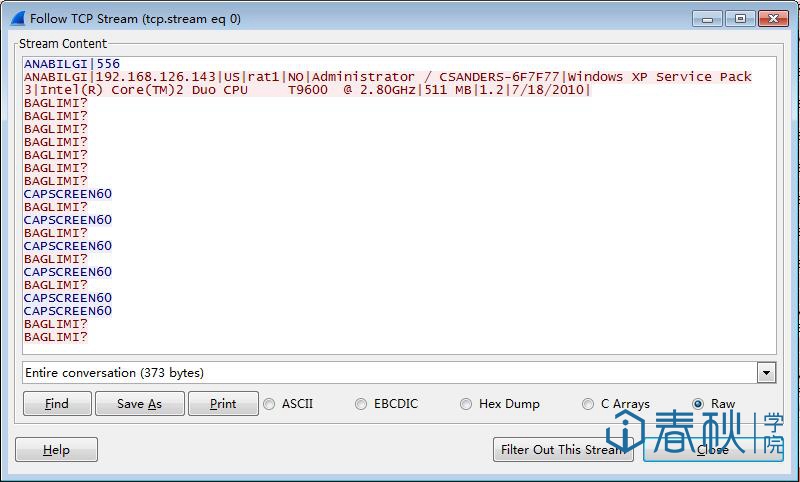 Follow TCP Stream (tcp.stream eq 0)
Stream Content
ANABILGI|556
ANABILGI|192.168.126.143|US|rat1|NO|Administrator / CSANDERS-6F7F77|Windows XP Service Pack
3|Intel(R) Core(TM)2 Duo CPU     T9600  @ 2.80GHz|511 MB|1.2|7/18/2010|
BAGLIMI?
BAGLIMI?
BAGLIMI?
BAGLIMI?
BAGLIMI?
BAGLIMI?
BAGLIMI?
CAPSCREEN60
BAGLIMI?
CAPSCREEN60
BAGLIMI?
CAPSCREEN60
BAGLIMI?
CAPSCREEN60
BAGLIMI?
CAPSCREEN60
CAPSCREEN60
BAGLIMI?
BAGLIMI?
Entire conversation (373 bytes)
Find Save As Print ASCII EBCDIC Hex Dump C Arrays Raw
Help Filter Out This Stream Close
春秋学院